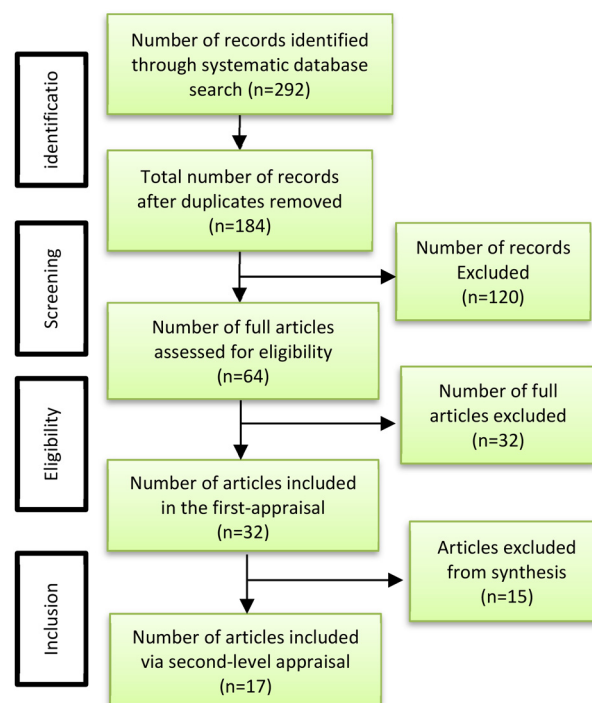 identificatio
Number of records identified
through systematic database
search (n=292)
Total number of records
after duplicates removed
(n=184)
Screening
Number of records
Excluded
(n=120)
Number of full articles
assessed for eligibility
(n=64)
Eligibility
Number of full
articles excluded
(n=32)
Number of articles included
in the first-appraisal
(n=32)
Articles excluded
from synthesis
(n=15)
Inclusion
Number of articles included
via second-level appraisal
(n=17)